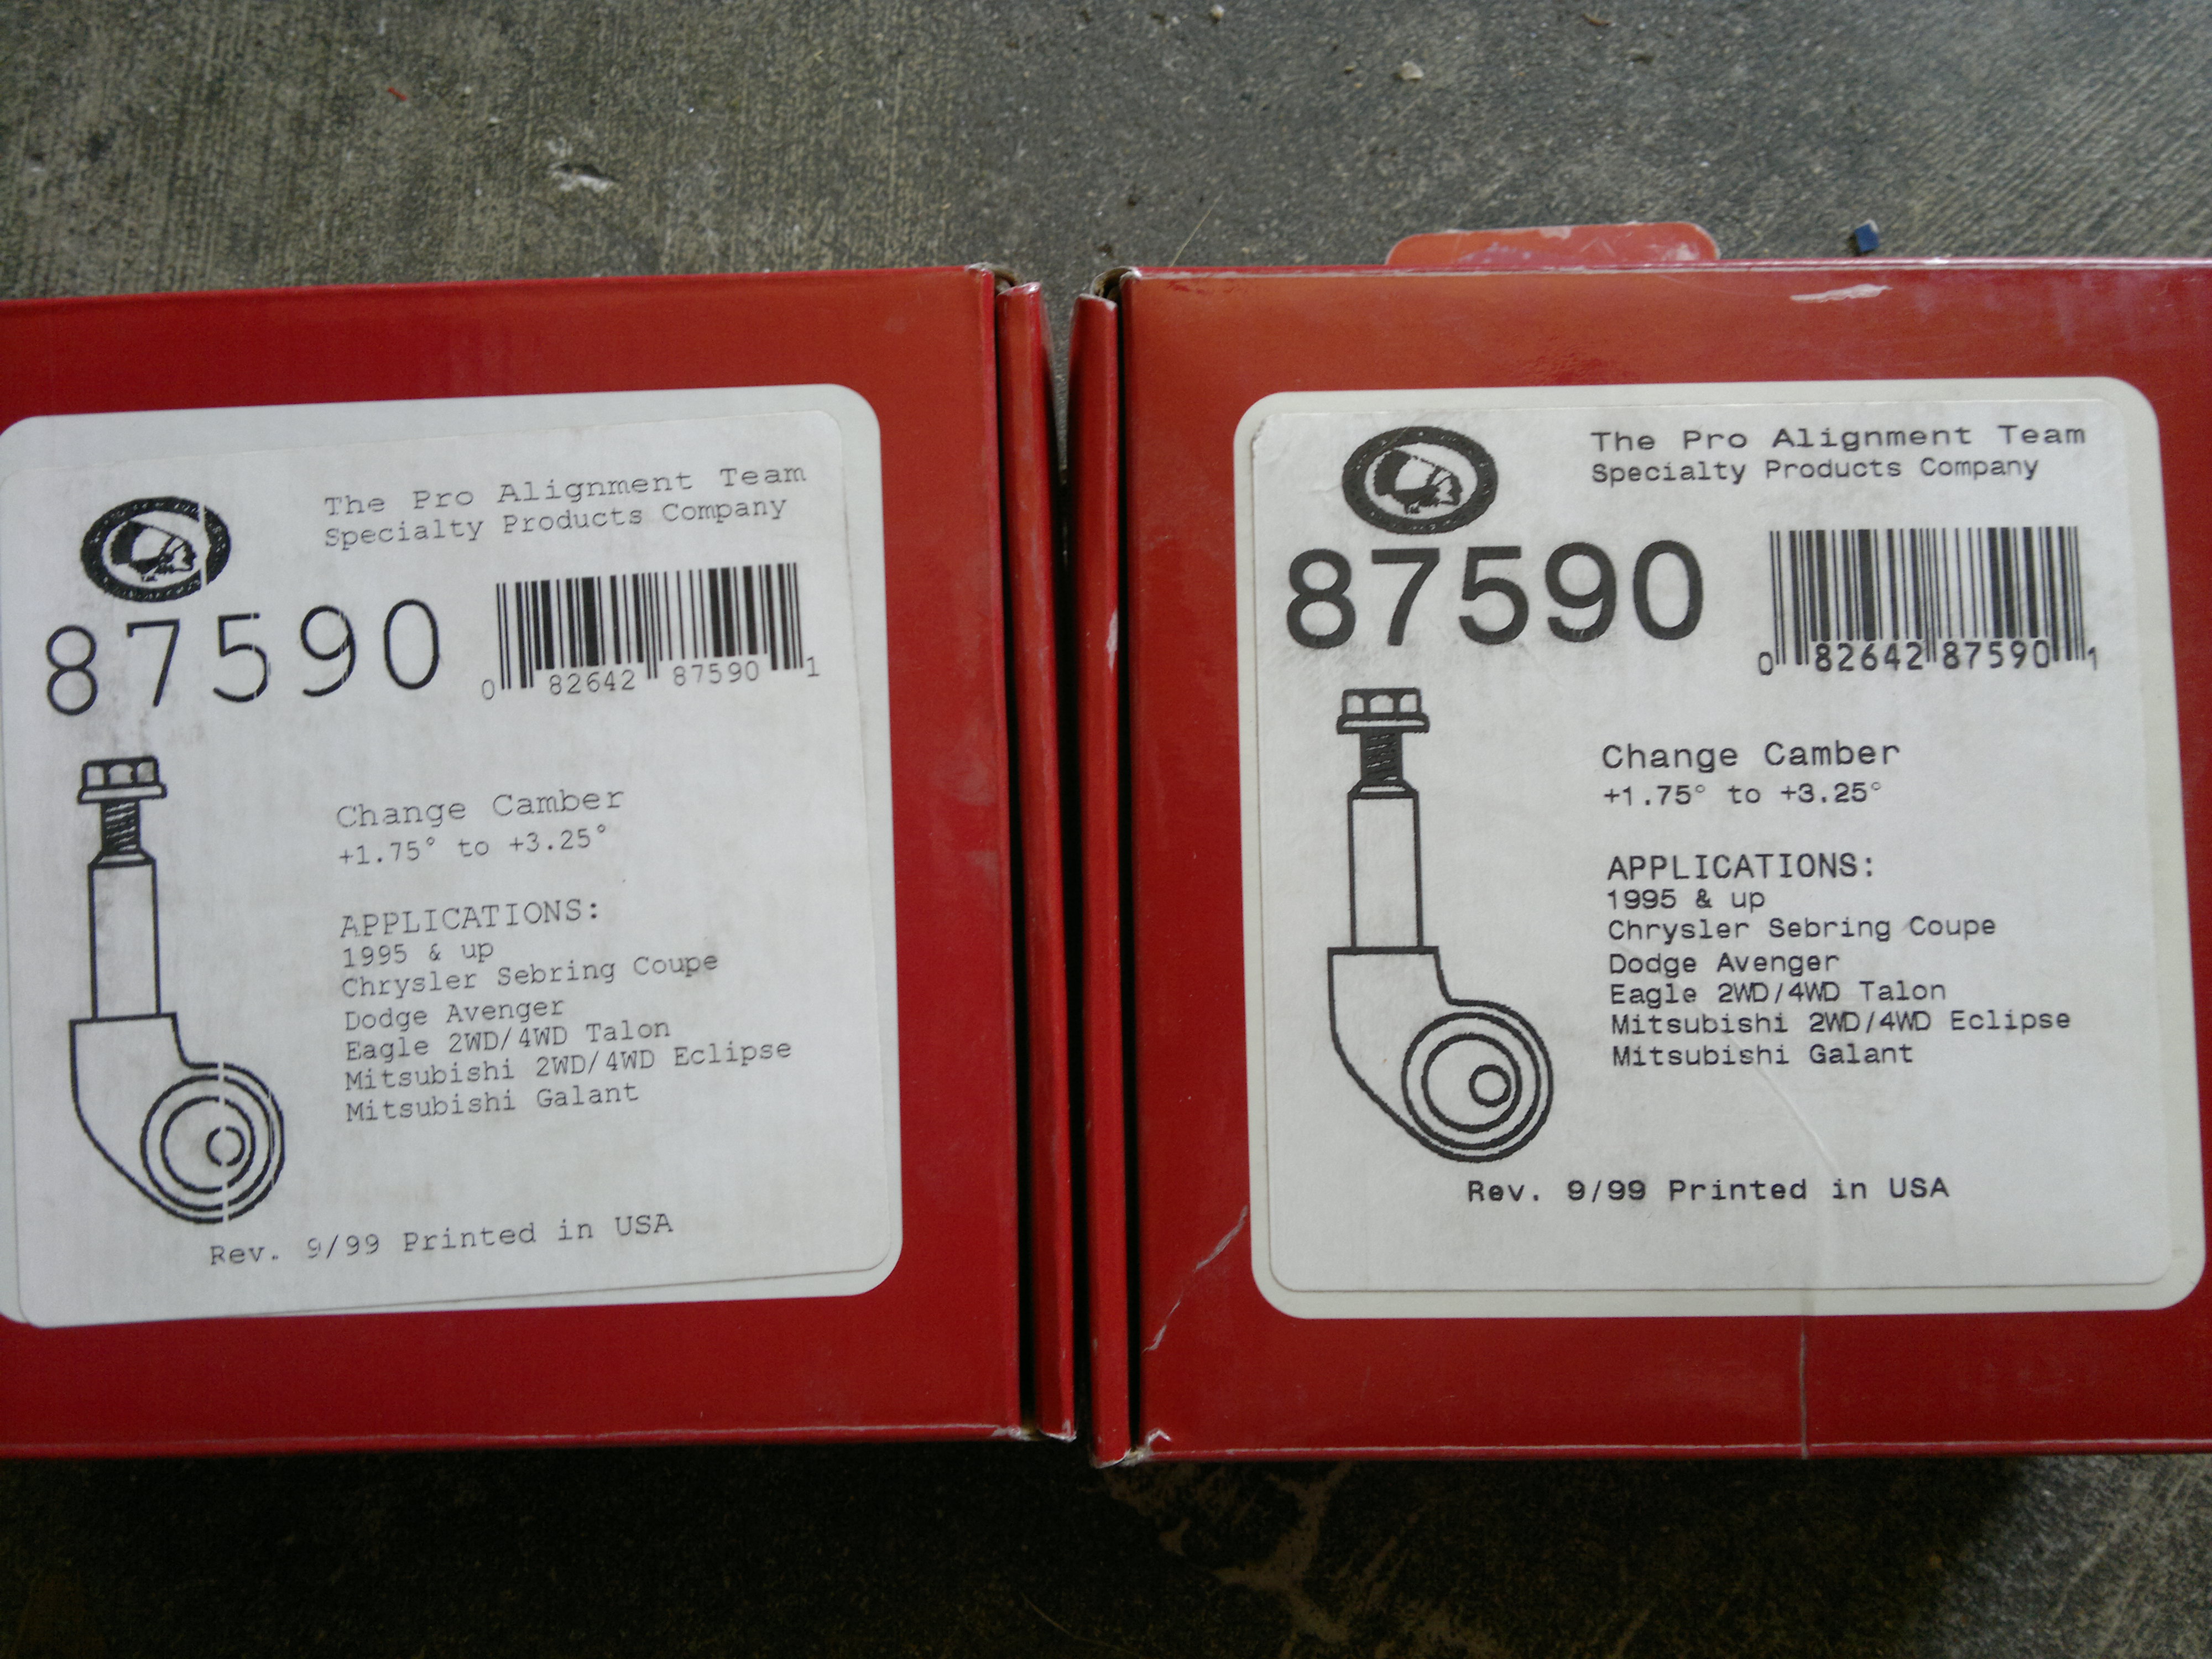 The Pro Alignment Team
Specialty Products Company
87590
0 82642 87590 1
Change Camber
+1.75° to +3.25°
APPLICATIONS:
1995 & up
Chrysler Sebring Coupe
Dodge Avenger
Eagle 2WD/4WD Talon
Mitsubishi 2WD/4WD Eclipse
Mitsubishi Galant
Rev. 9/99 Printed in USA
The Pro Alignment Team
Specialty Products Company
87590
0 82642 87590 1
Change Camber
+1.75° to +3.25°
APPLICATIONS:
1995 & up
Chrysler Sebring Coupe
Dodge Avenger
Eagle 2WD/4WD Talon
Mitsubishi 2WD/4WD Eclipse
Mitsubishi Galant
Rev. 9/99 Printed in USA